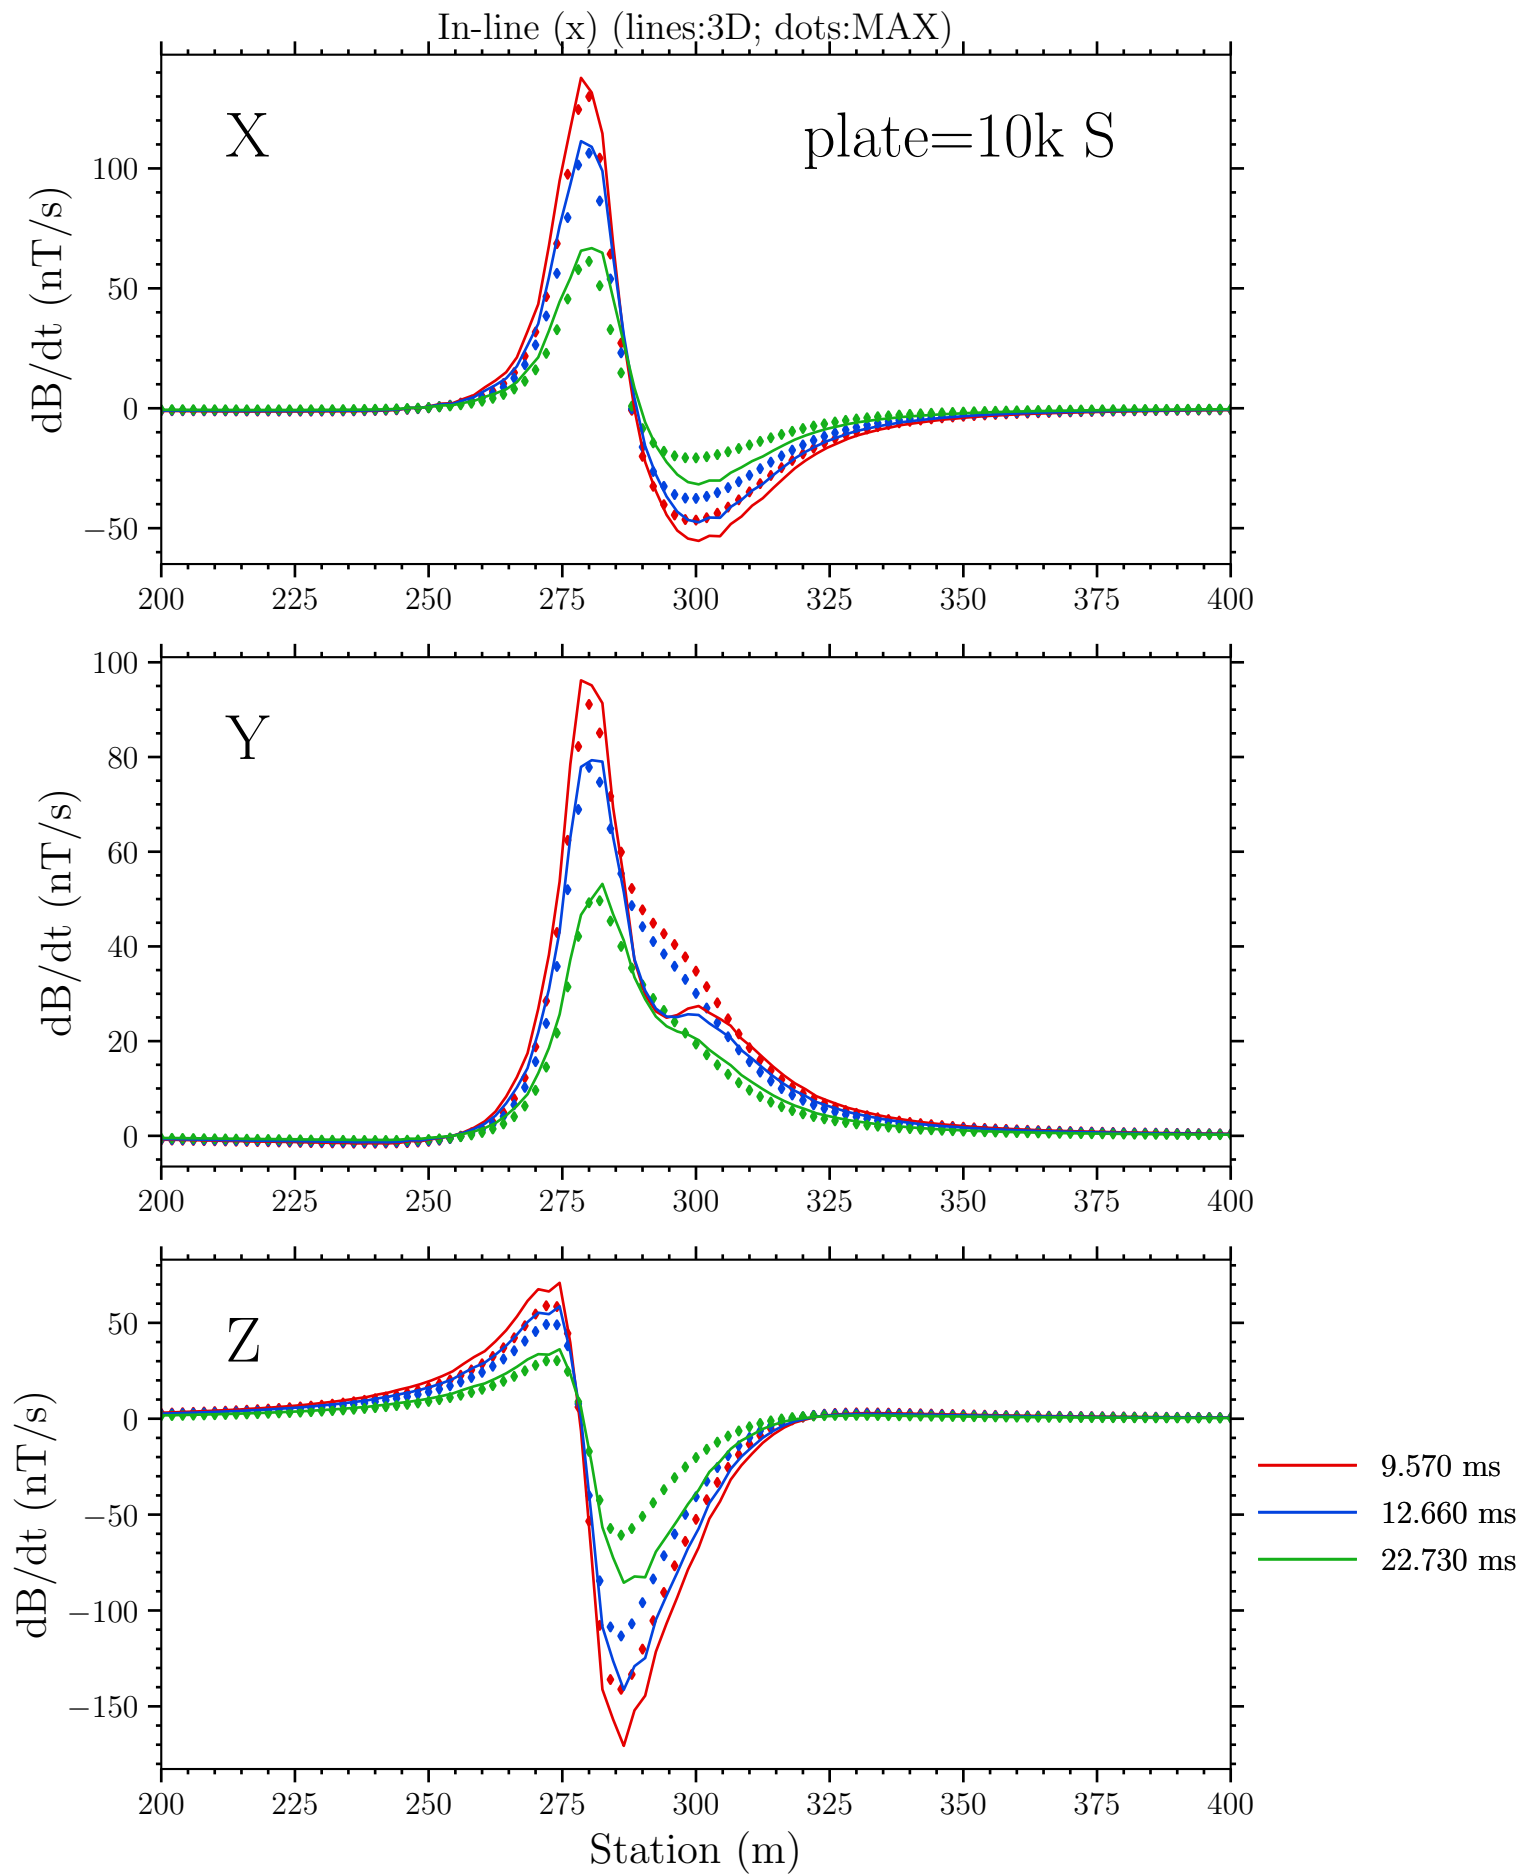 In-line (x) (lines:3D; dots:MAX)
X
plate=10k S
dB/dt (nT/s)
100
50
0
−50
200 225 250 275 300 325 350 375 400
Y
dB/dt (nT/s)
100
80
60
40
20
0
200 225 250 275 300 325 350 375 400
Z
dB/dt (nT/s)
50
0
−50
−100
−150
200 225 250 275 300 325 350 375 400
Station (m)
9.570 ms
12.660 ms
22.730 ms